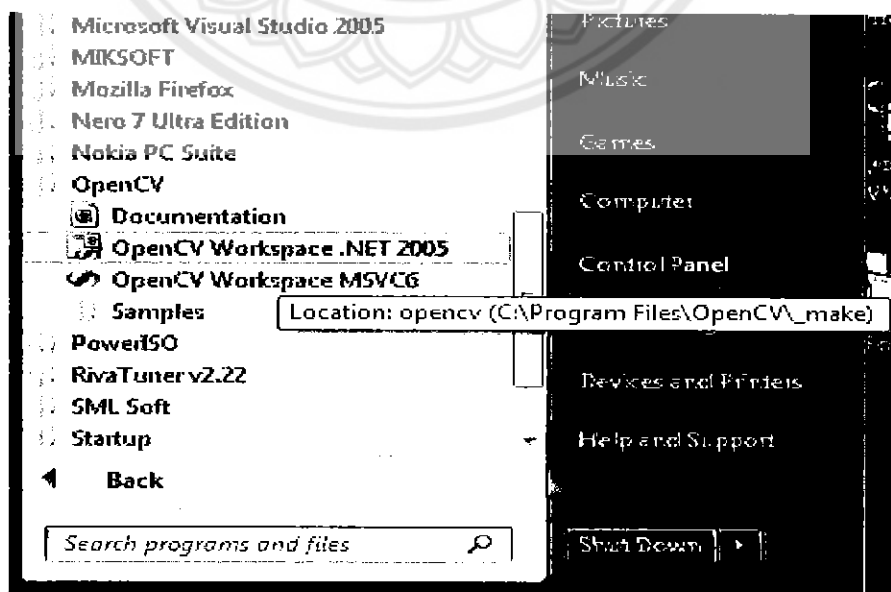 Microsoft Visual Studio 2005
MIKSOFT
Mozilla Firefox
Nero 7 Ultra Edition
Nokia PC Suite
OpenCV
Documentation
OpenCV Workspace .NET 2005
OpenCV Workspace MSVC6
Samples
Location: opencv (C:\Program Files\OpenCV\_make)
PowerISO
RivaTuner v2.22
SML Soft
Startup
Back
Search programs and files
Pictures
Music
Games
Computer
Control Panel
Devices and Printers
Help and Support
Shut Down